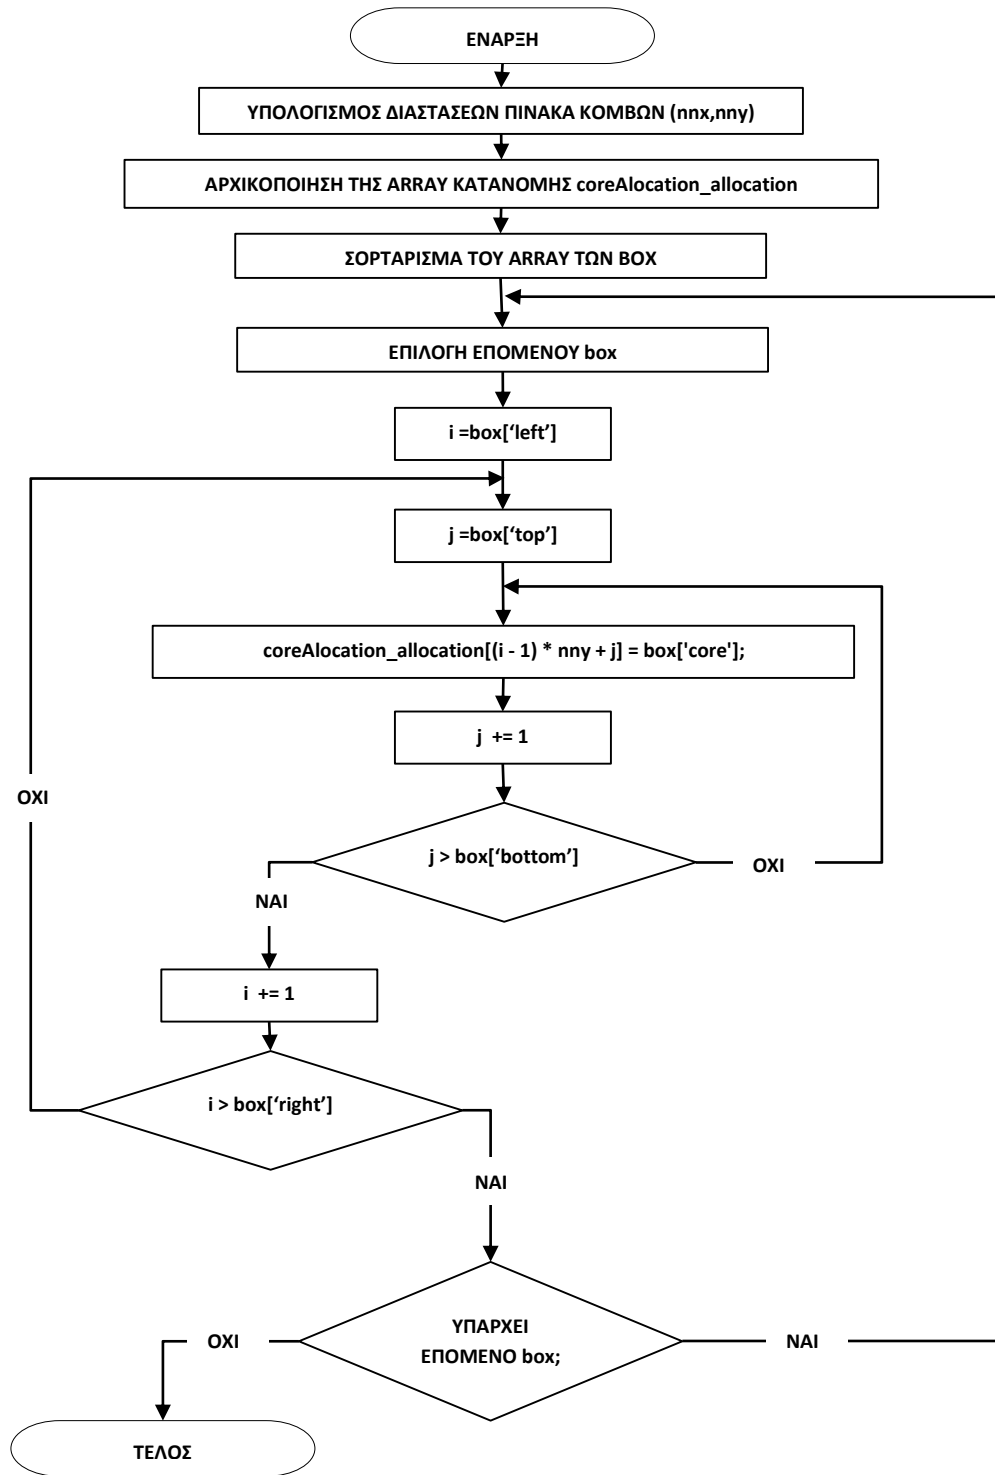 ΕΝΑΡΞΗ
ΥΠΟΛΟΓΙΣΜΟΣ ΔΙΑΣΤΑΣΕΩΝ ΠΙΝΑΚΑ ΚΟΜΒΩΝ (nnx,nny)
ΑΡΧΙΚΟΠΟΙΗΣΗ ΤΗΣ ARRAY ΚΑΤΑΝΟΜΗΣ coreAlocation_allocation
ΣΟΡΤΑΡΙΣΜΑ ΤΟΥ ARRAY ΤΩΝ BOX
ΕΠΙΛΟΓΗ ΕΠΟΜΕΝΟΥ box
i =box[‘left’]
j =box[‘top’]
coreAlocation_allocation[(i - 1) * nny + j] = box['core'];
j += 1
ΟΧΙ
j > box[‘bottom’]
ΟΧΙ
ΝΑΙ
i += 1
i > box[‘right’]
ΝΑΙ
ΟΧΙ
ΥΠΑΡΧΕΙ
ΕΠΟΜΕΝΟ box;
ΝΑΙ
ΤΕΛΟΣ